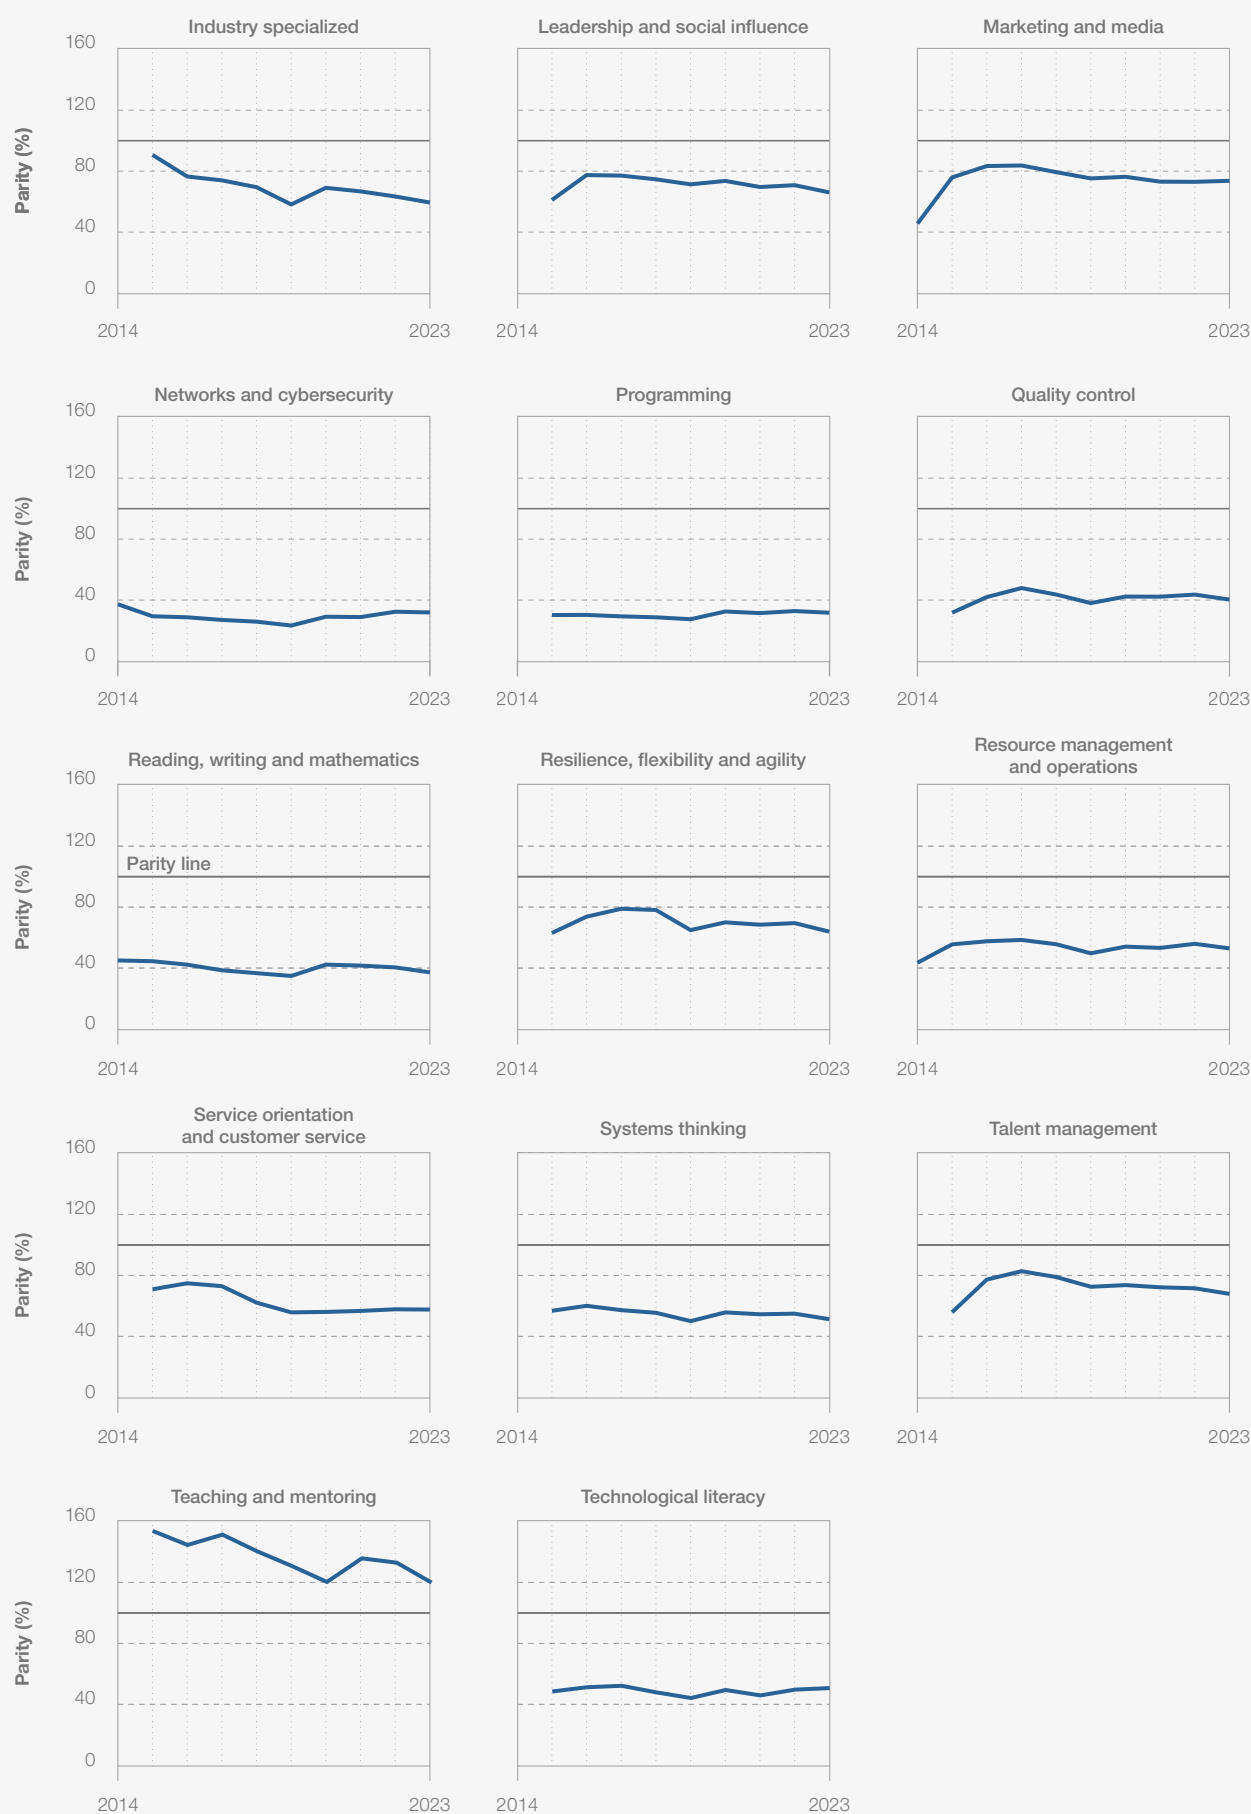 Industry specialized
Leadership and social influence
Marketing and media
Parity (%)
160
120
80
40
0
2014
2023
2014
2023
2014
2023
Networks and cybersecurity
Programming
Quality control
Parity (%)
160
120
80
40
0
2014
2023
2014
2023
2014
2023
Reading, writing and mathematics
Resilience, flexibility and agility
Resource management
and operations
Parity (%)
160
120
Parity line
80
40
0
2014
2023
2014
2023
2014
2023
Service orientation
and customer service
Systems thinking
Talent management
Parity (%)
160
120
80
40
0
2014
2023
2014
2023
2014
2023
Teaching and mentoring
Technological literacy
Parity (%)
160
120
80
40
0
2014
2023
2014
2023